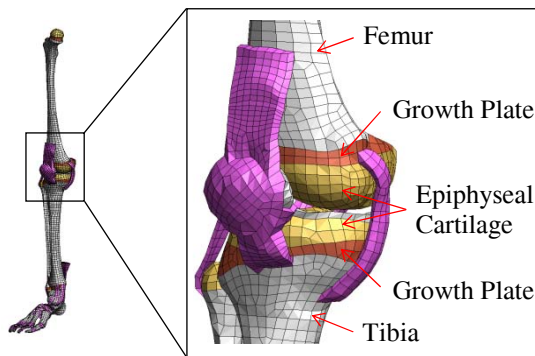 Femur
Growth Plate
Epiphyseal
Cartilage
Growth Plate
Tibia